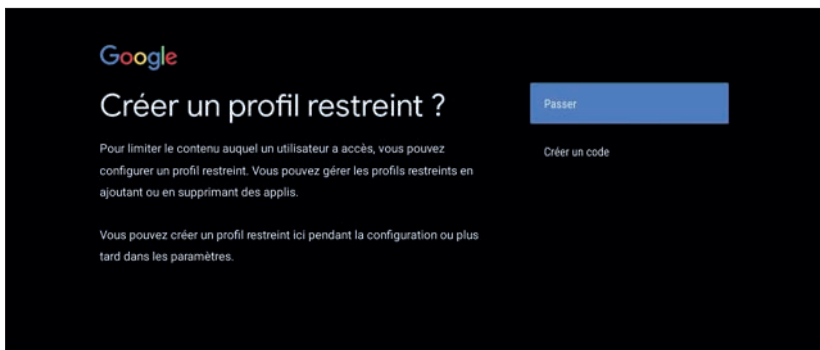 Google
Créer un profil restreint ?
Pour limiter le contenu auquel un utilisateur a accès, vous pouvez
configurer un profil restreint. Vous pouvez gérer les profils restreints en
ajoutant ou en supprimant des applis.
Vous pouvez créer un profil restreint ici pendant la configuration ou plus
tard dans les paramètres.
Passer
Créer un code